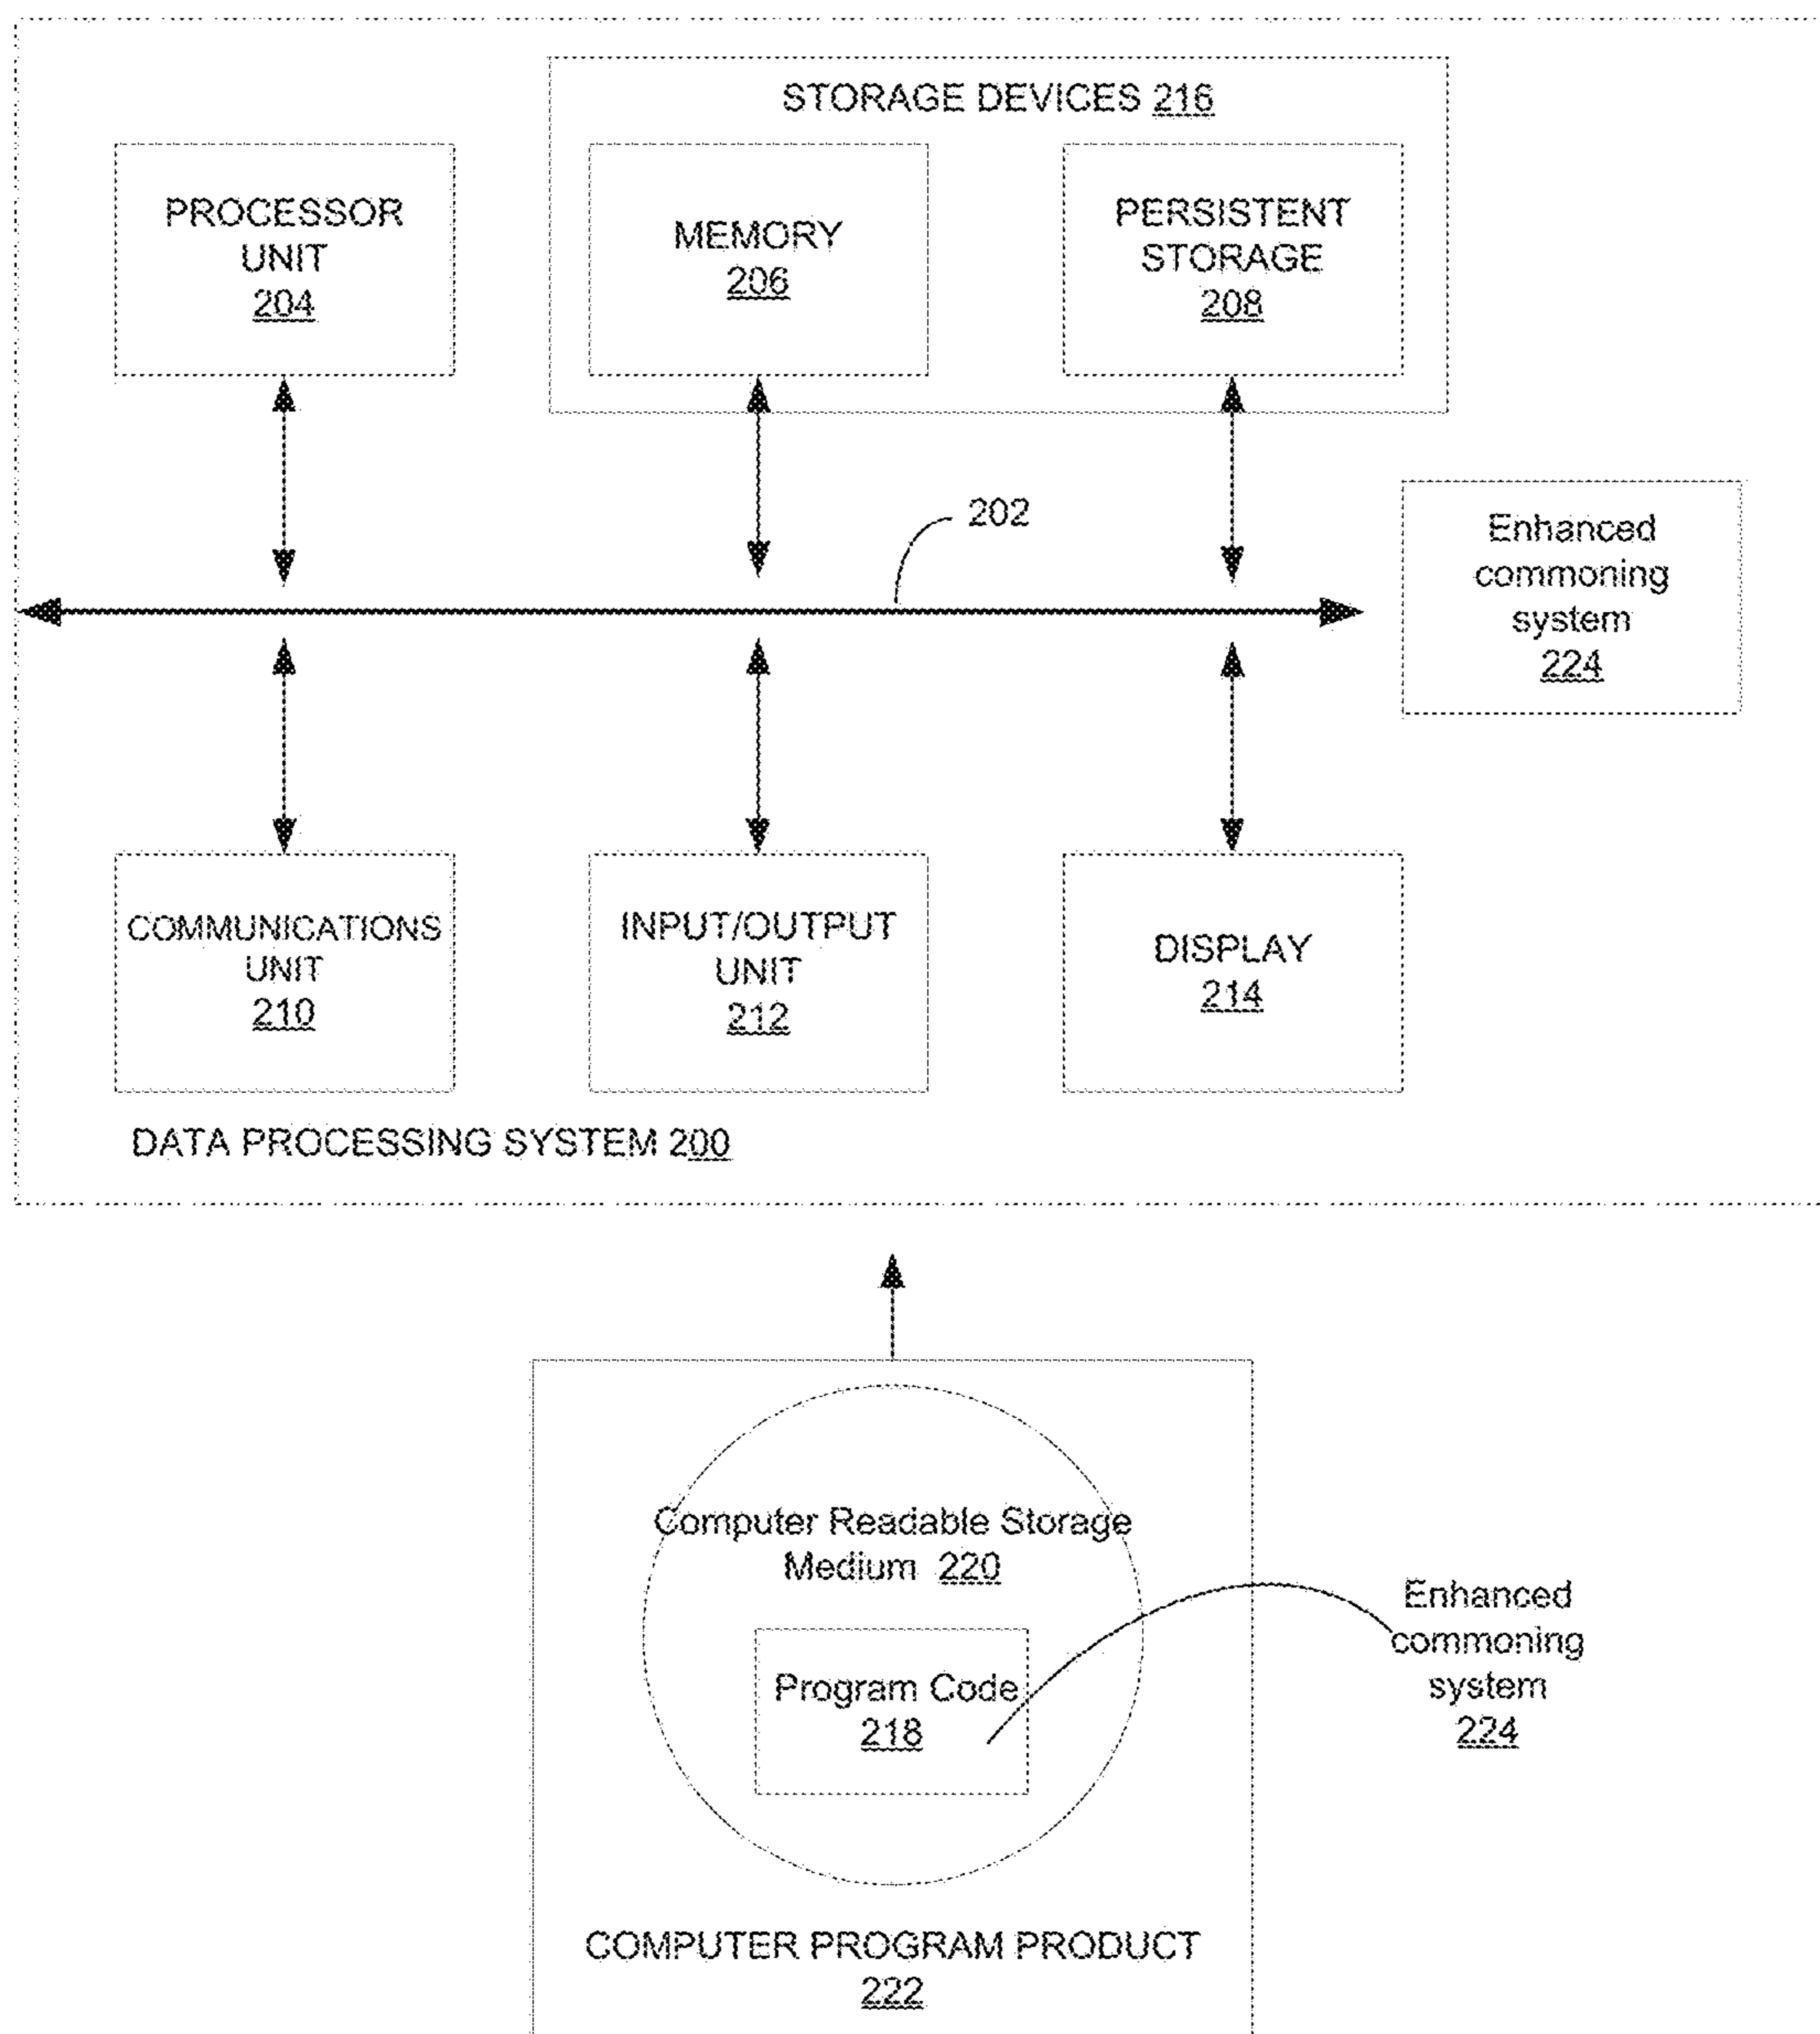 STORAGE DEVICES 216
PROCESSOR
UNIT
204
MEMORY
206
PERSISTENT
STORAGE
208
202
Enhanced
commoning
system
224
COMMUNICATIONS
UNIT
210
INPUT/OUTPUT
UNIT
212
DISPLAY
214
DATA PROCESSING SYSTEM 200
Computer Readable Storage
Medium 220
Program Code
218
Enhanced
commoning
system
224
COMPUTER PROGRAM PRODUCT
222